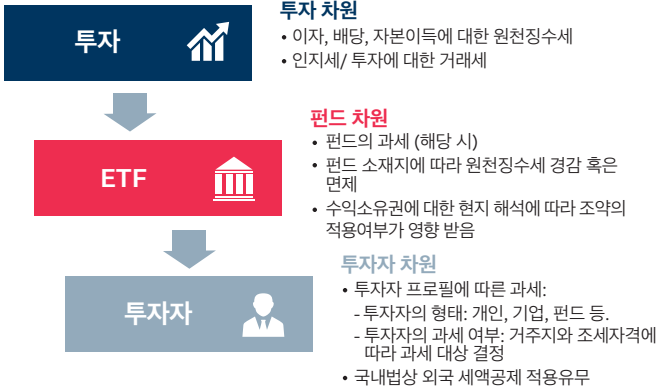 투자
투자 차원
• 이자, 배당, 자본이득에 대한 원천징수세
• 인지세/ 투자에 대한 거래세
ETF
펀드 차원
• 펀드의 과세 (해당 시)
• 펀드 소재지에 따라 원천징수세 경감 혹은
면제
• 수익소유권에 대한 현지 해석에 따라 조약의
적용여부가 영향 받음
투자자
투자자 차원
• 투자자 프로필에 따른 과세:
- 투자자의 형태: 개인, 기업, 펀드 등.
- 투자자의 과세 여부: 거주지와 조세자격에
따라 과세 대상 결정
• 국내법상 외국 세액공제 적용유무